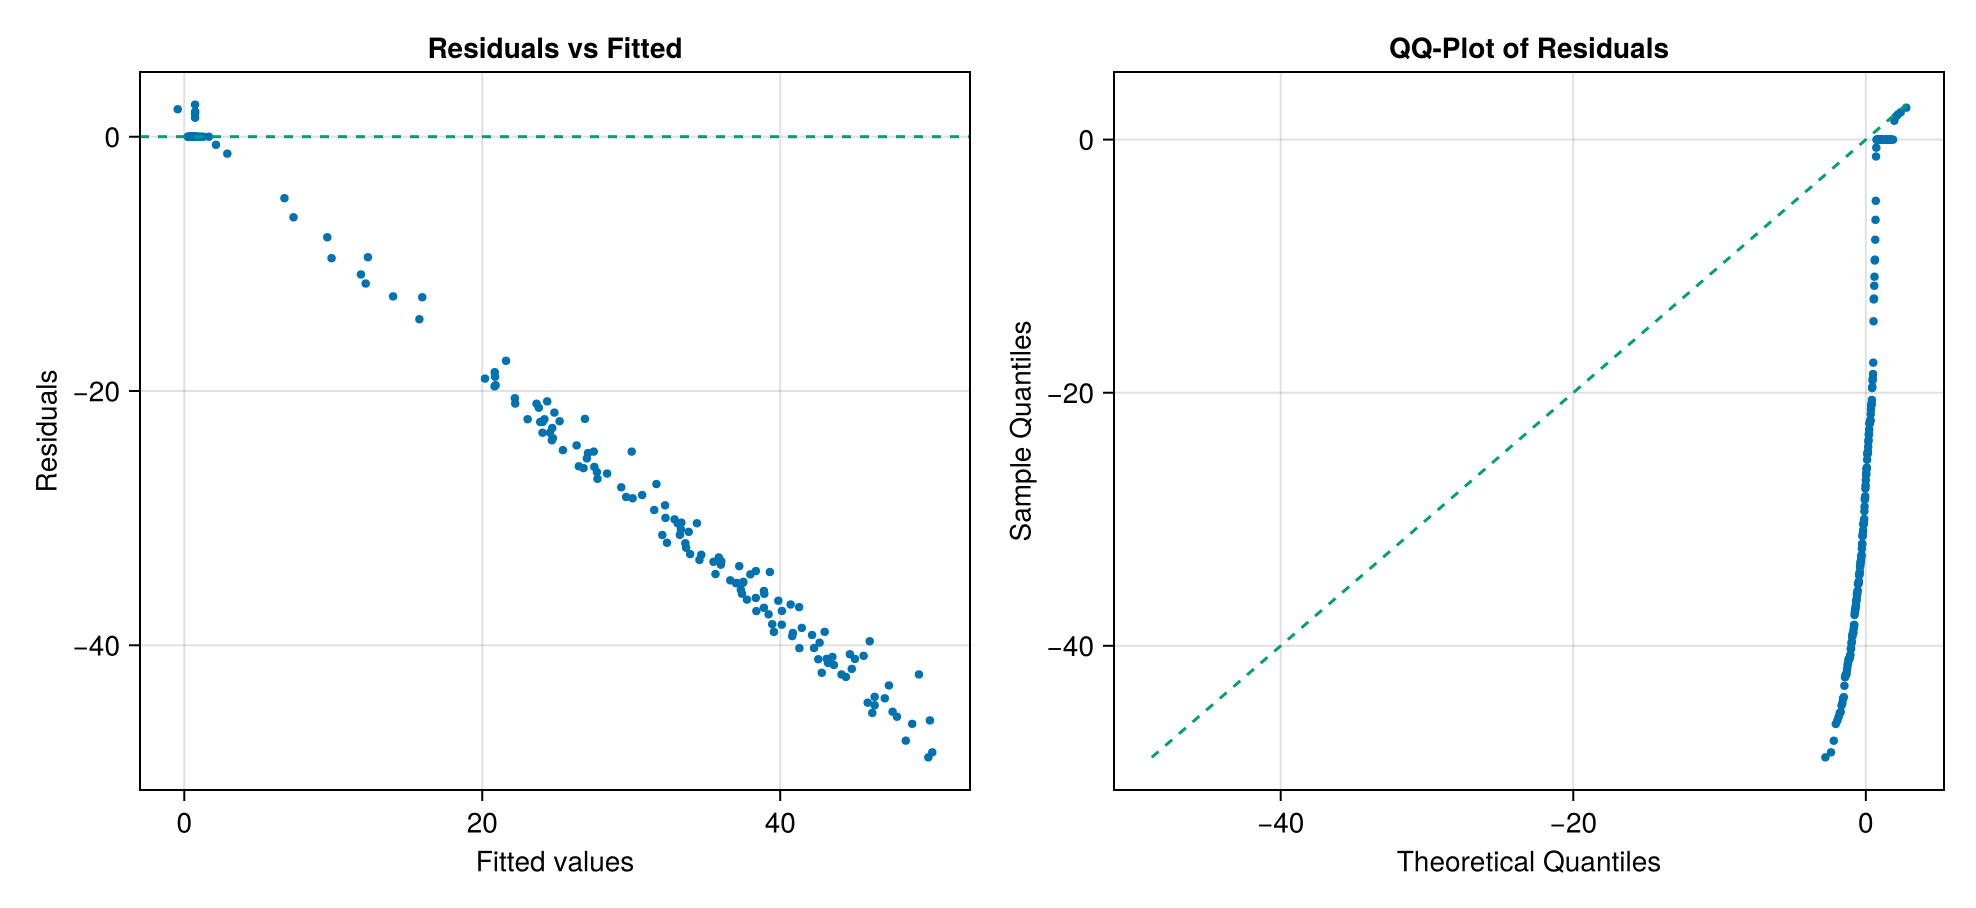 Residuals vs Fitted
Residuals
0
−20
−40
0
20
40
Fitted values
QQ-Plot of Residuals
Sample Quantiles
0
−20
−40
−40
−20
0
Theoretical Quantiles